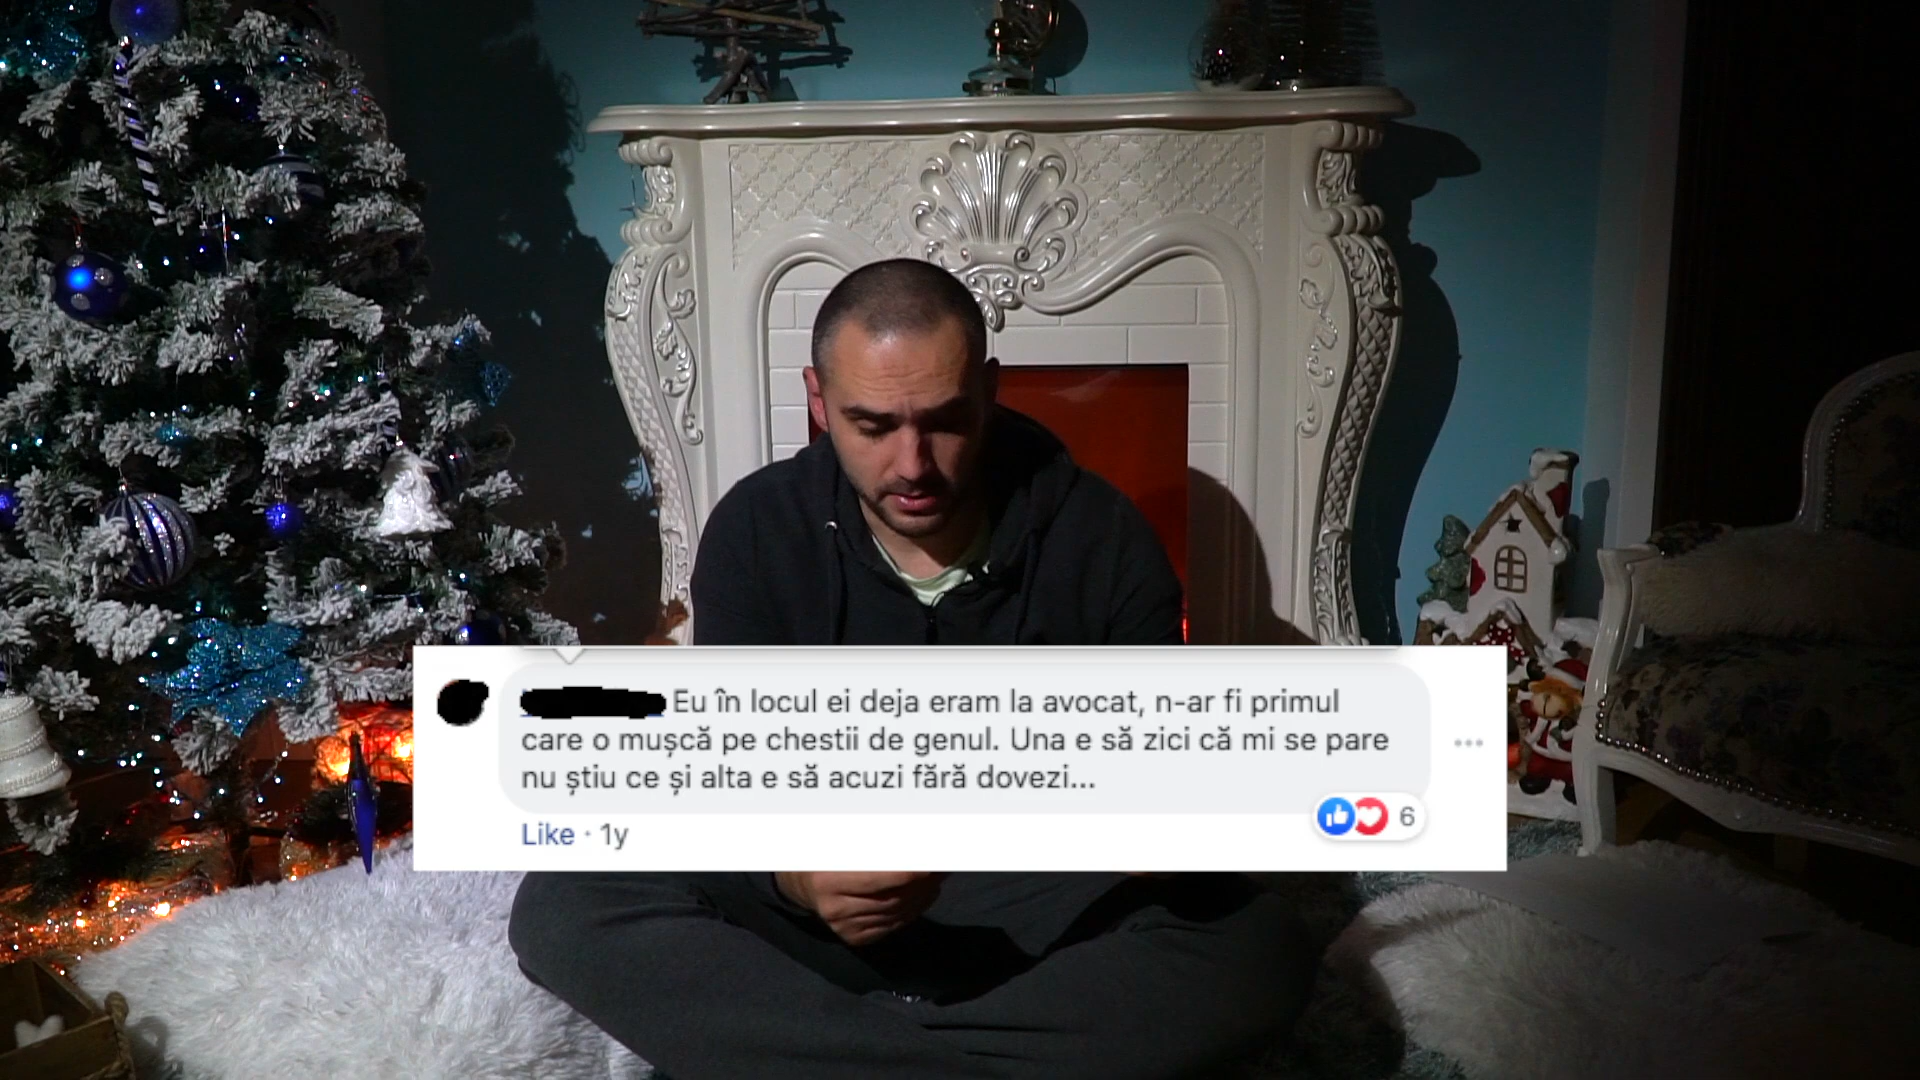 Eu în locul ei deja eram la avocat, n-ar fi primul
care o mușcă pe chestii de genul. Una e să zici că mi se pare
nu știu ce și alta e să acuzi fără dovezi...
6
Like · 1y